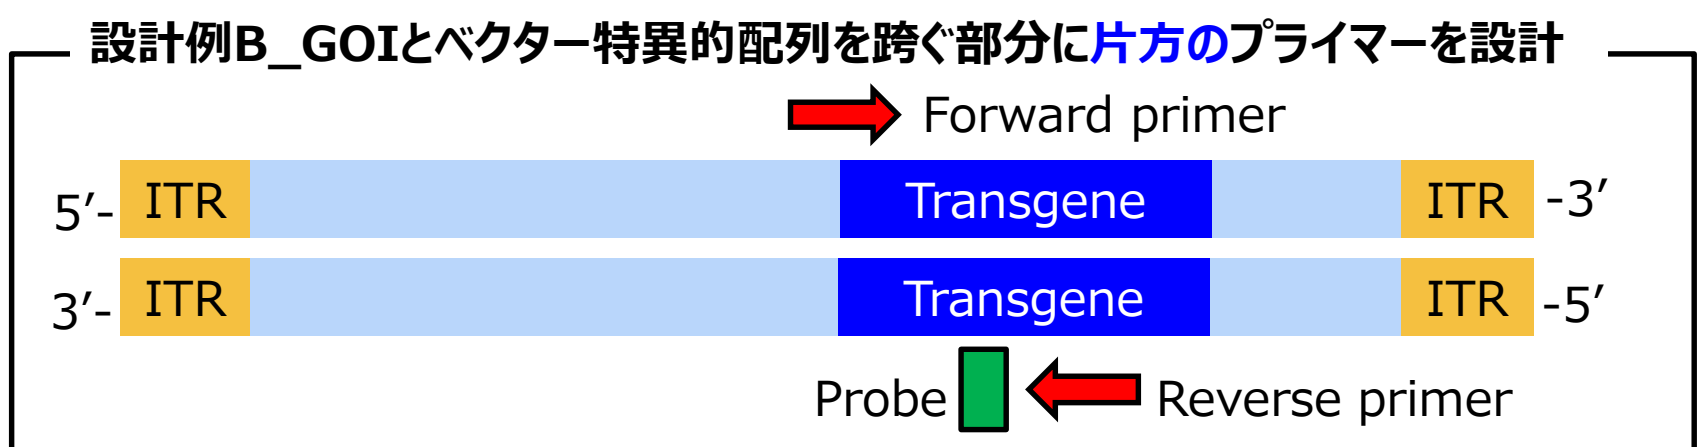 設計例B_GOIとベクター特異的配列を跨ぐ部分に片方のプライマーを設計
Forward primer
5′- ITR Transgene ITR -3′
3′- ITR Transgene ITR -5′
Probe Reverse primer